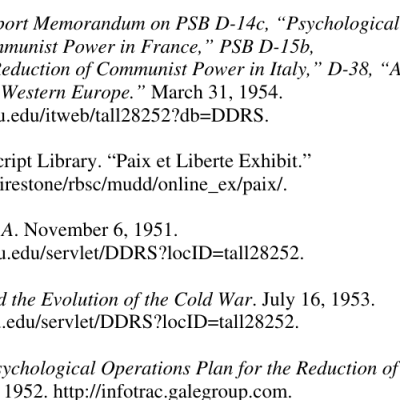 port Memorandum on PSB D-14c, “Psychological
mmunist Power in France,” PSB D-15b,
Reduction of Communist Power in Italy,” D-38, “A
Western Europe.” March 31, 1954.
u.edu/itweb/tall28252?db=DDRS.
cript Library. “Paix et Liberte Exhibit.”
irestone/rbsc/mudd/online_ex/paix/.
A. November 6, 1951.
u.edu/servlet/DDRS?locID=tall28252.
d the Evolution of the Cold War. July 16, 1953.
.edu/servlet/DDRS?locID=tall28252.
sychological Operations Plan for the Reduction of
1952. http://infotrac.galegroup.com.